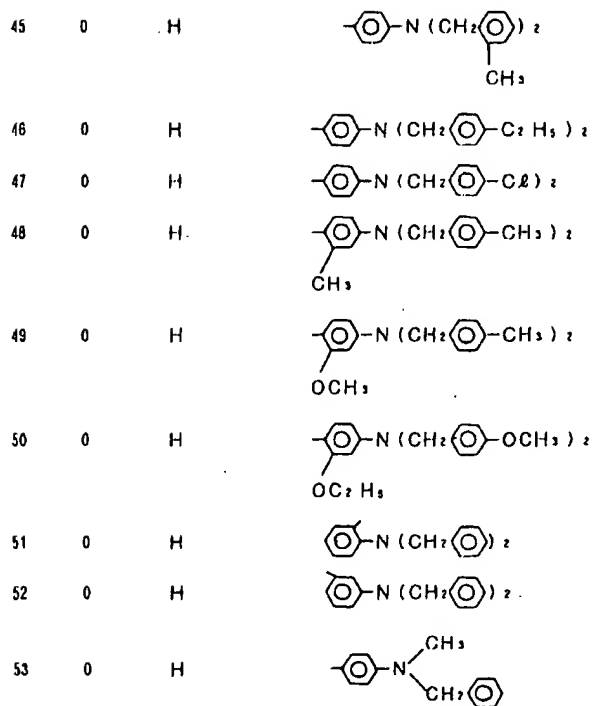 45 0 H N (CH₂ ) ₂
CH₃
46 0 H N (CH₂ C₂H₅) ₂
47 0 H N (CH₂ Cℓ) ₂
48 0 H N (CH₂ CH₃) ₂
CH₃
49 0 H N (CH₂ CH₃) ₂
OCH₃
50 0 H N (CH₂ OCH₃) ₂
OC₂H₅
51 0 H N (CH₂ ) ₂
52 0 H N (CH₂ ) ₂
CH₃
53 0 H N
CH₂